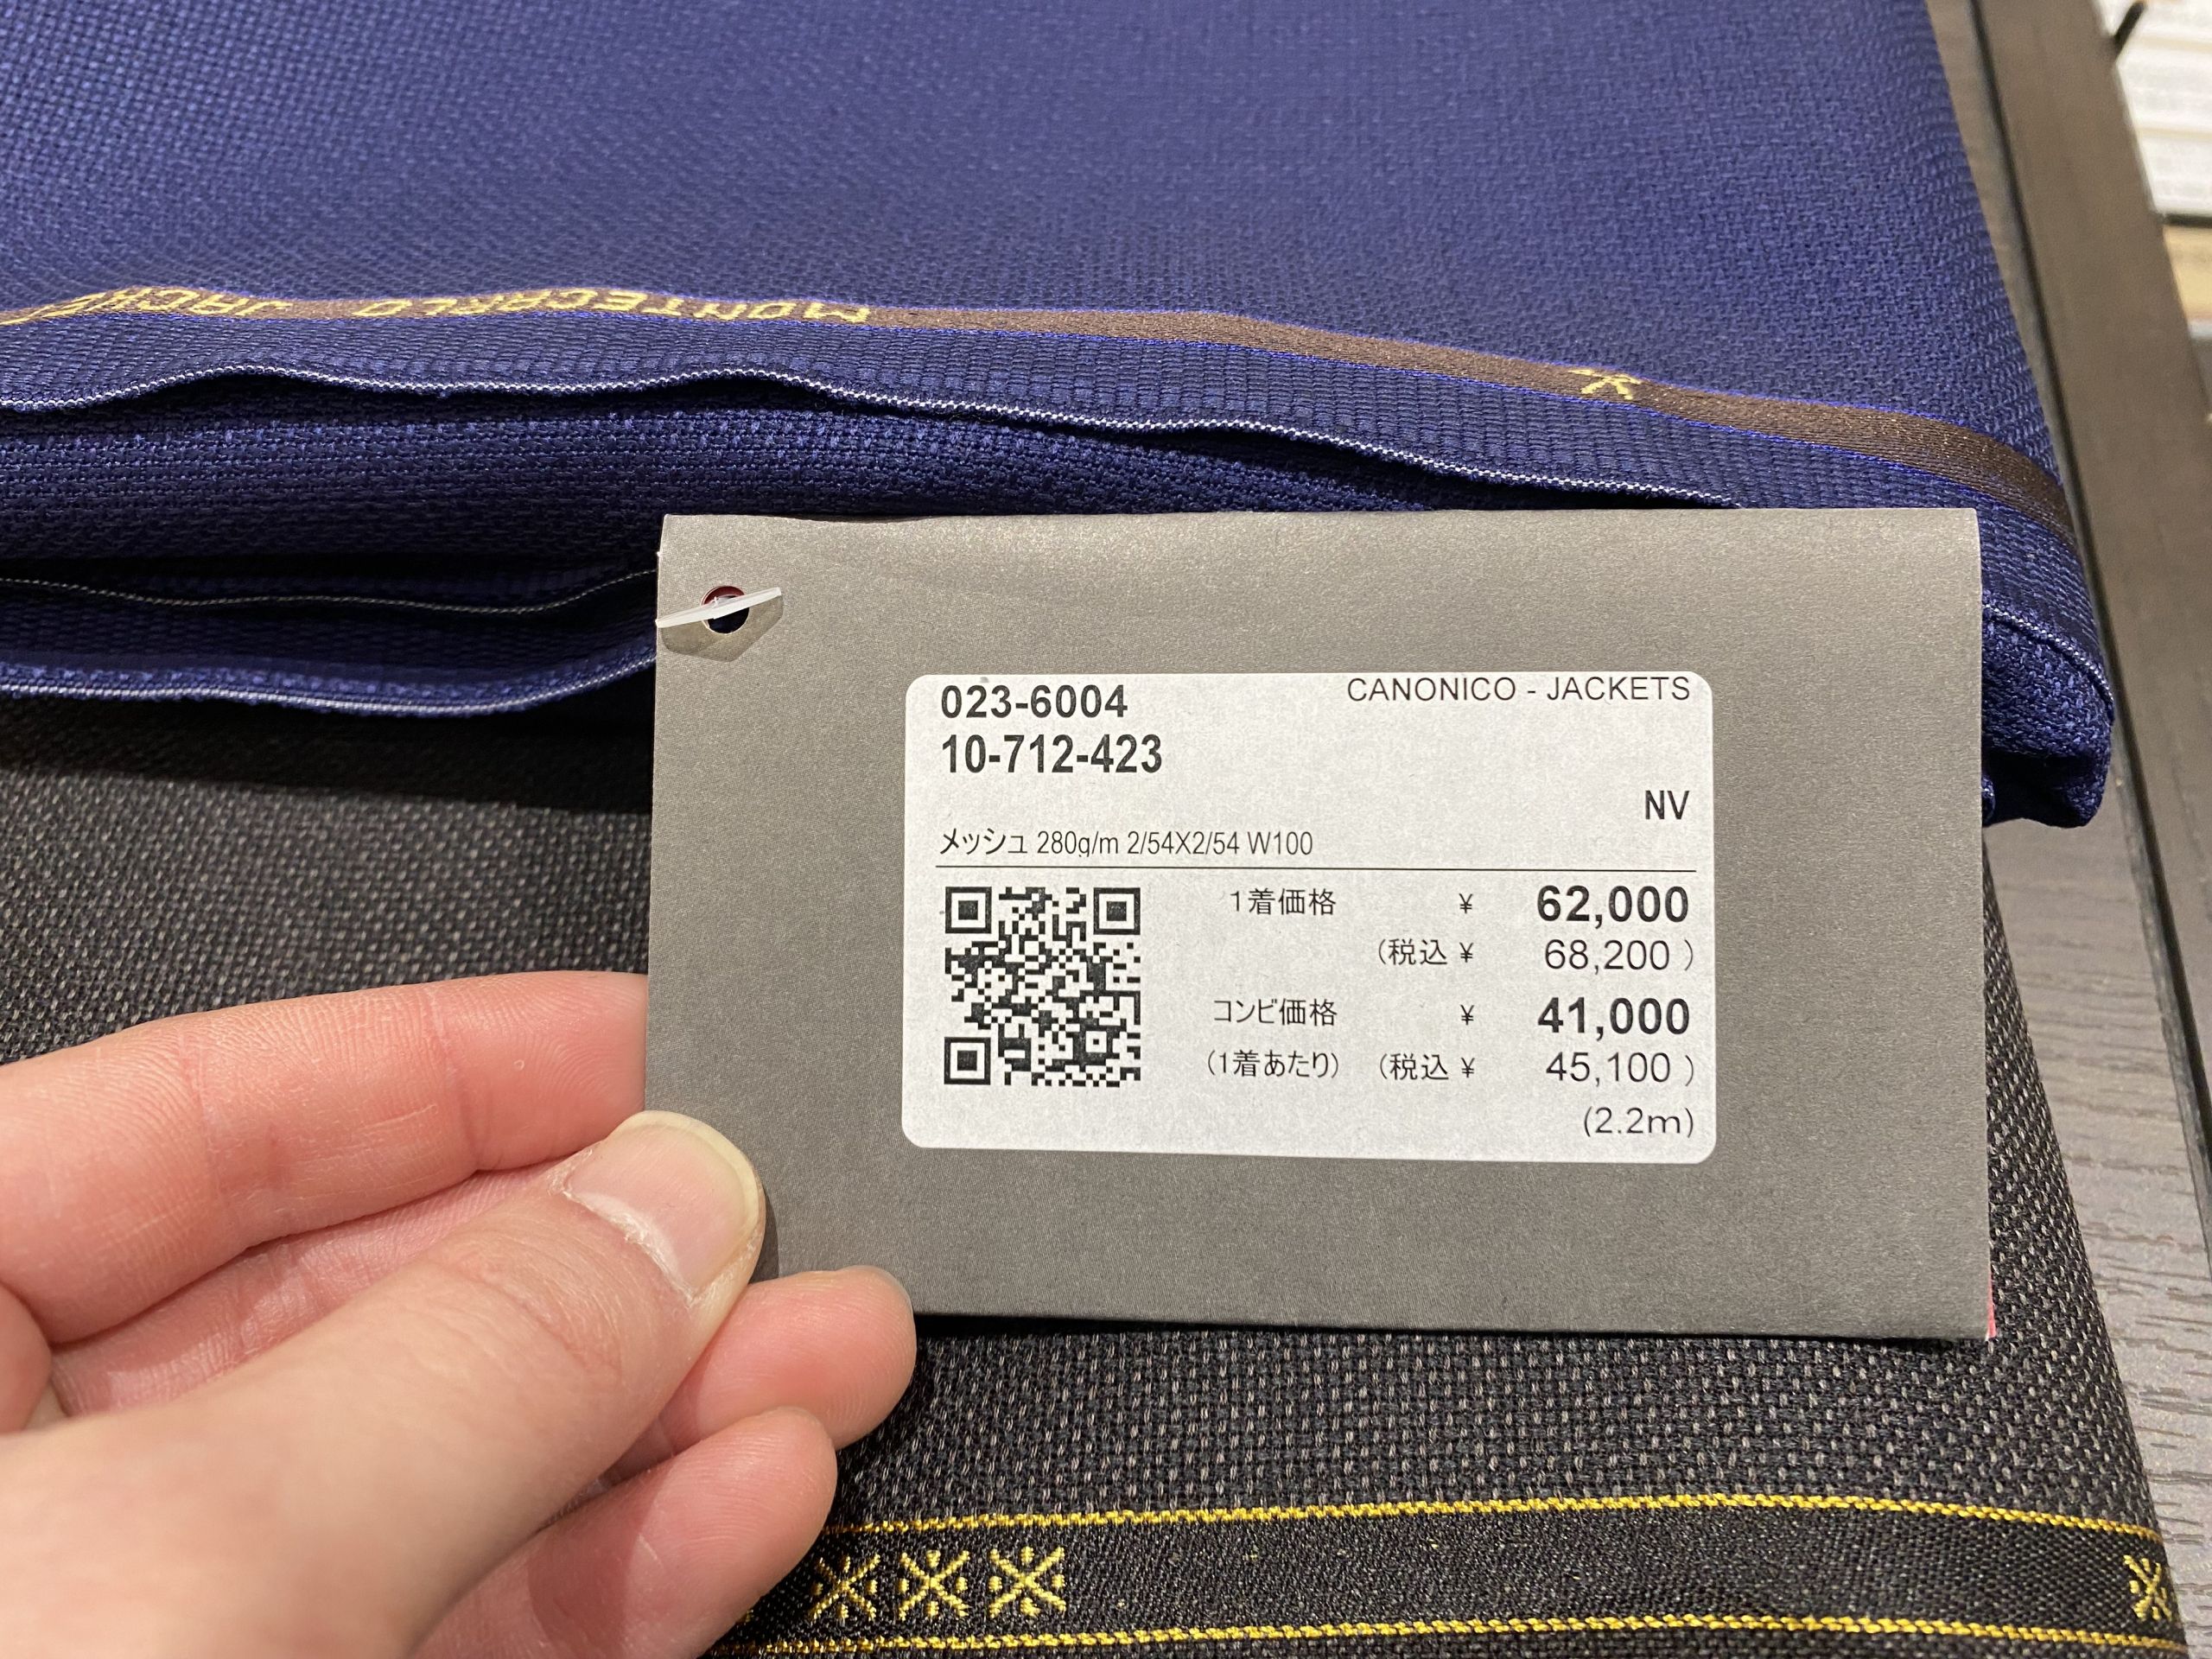 MONTECARLO JACKE
023-6004
CANONICO - JACKETS
10-712-423
NV
メッシュ 280g/m 2/54X2/54 W100
1着価格 ¥ 62,000
(税込 ¥ 68,200 )
コンビ価格 ¥ 41,000
(1着あたり) (税込 ¥ 45,100 )
(2.2m)